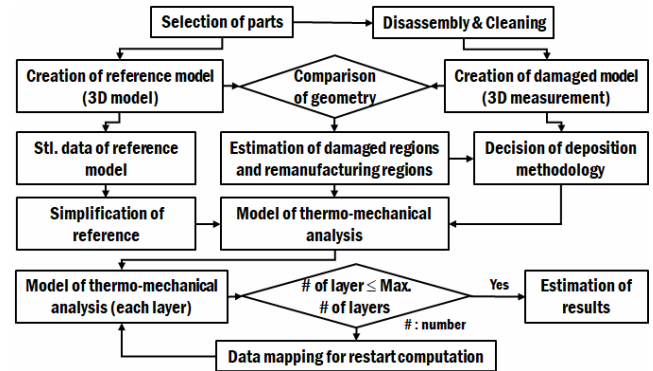 Selection of parts
Disassembly & Cleaning
Creation of reference model
(3D model)
Comparison
of geometry
Creation of damaged model
(3D measurement)
Stl. data of reference
model
Estimation of damaged regions
and remanufacturing regions
Decision of deposition
methodology
Simplification of
reference
Model of thermo-mechanical
analysis
Model of thermo-mechanical
analysis (each layer)
# of layer ≤ Max.
# of layers
Yes
Estimation of
results
# : number
Data mapping for restart computation